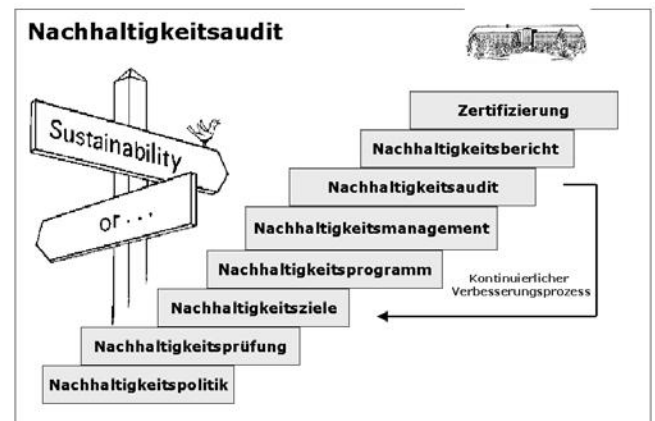 Nachhaltigkeitsaudit
Sustainability
or...
Zertifizierung
Nachhaltigkeitsbericht
Nachhaltigkeitsaudit
Nachhaltigkeitsmanagement
Nachhaltigkeitsprogramm
Nachhaltigkeitsziele
Nachhaltigkeitsprüfung
Nachhaltigkeitspolitik
Kontinuierlicher
Verbesserungsprozess